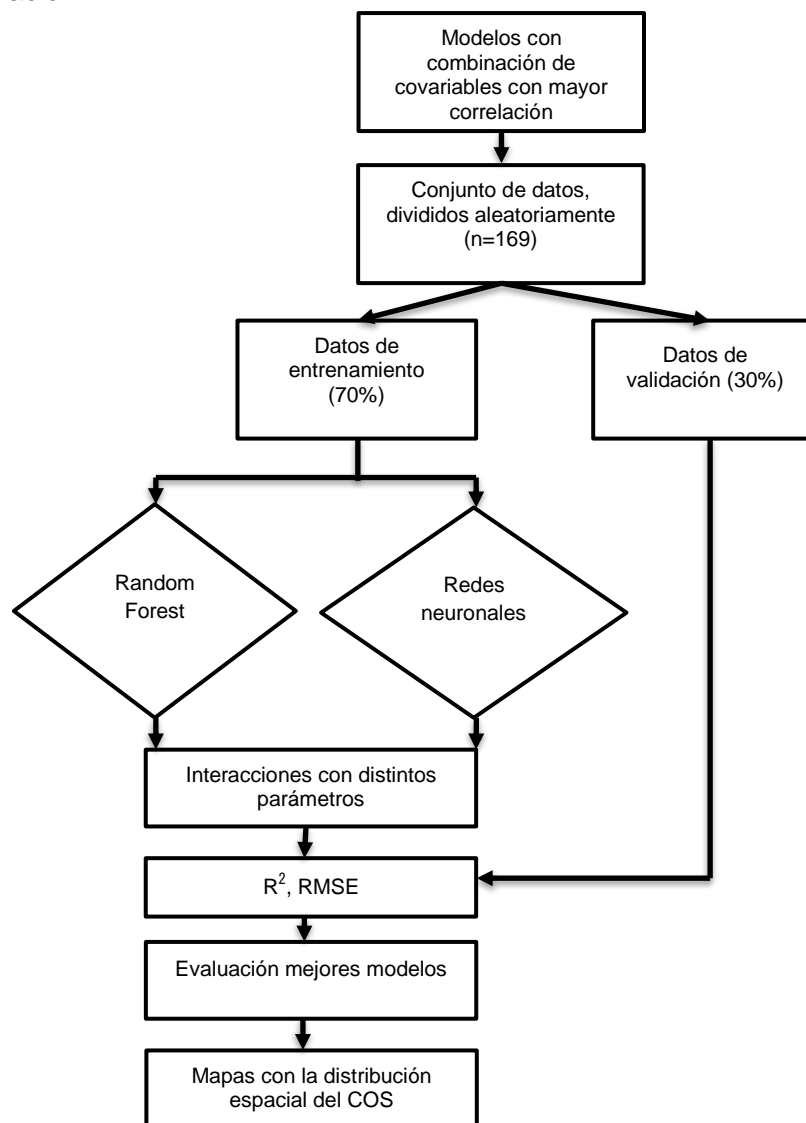 Modelos con
combinación de
covariables con mayor
correlación
Conjunto de datos,
divididos aleatoriamente
(n=169)
Datos de
entrenamiento
(70%)
Datos de
validación (30%)
Random
Forest
Redes
neuronales
Interacciones con distintos
parámetros
R², RMSE
Evaluación mejores modelos
Mapas con la distribución
espacial del COS